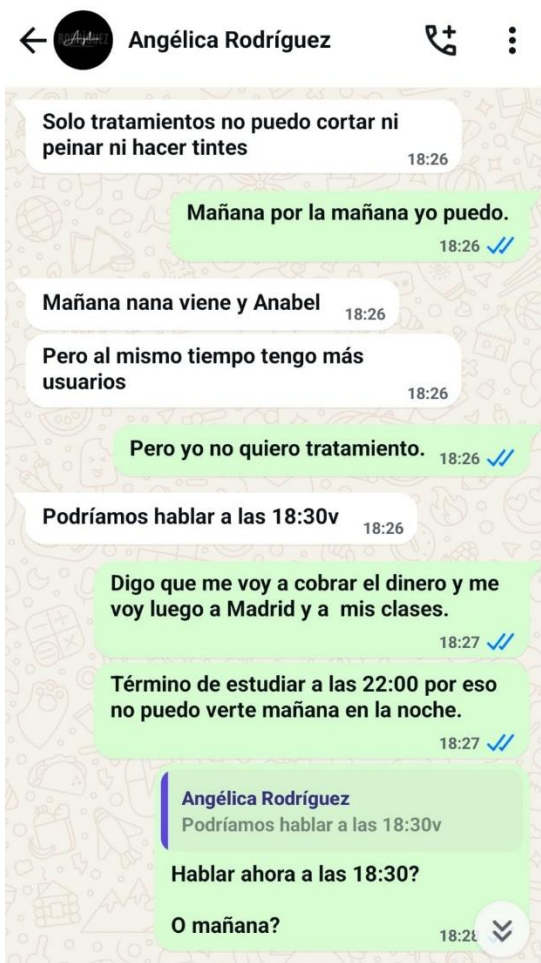 Angélica Rodríguez
Solo tratamientos no puedo cortar ni
peinar ni hacer tintes
18:26
Mañana por la mañana yo puedo.
18:26
Mañana nana viene y Anabel
18:26
Pero al mismo tiempo tengo más
usuarios
18:26
Pero yo no quiero tratamiento.
18:26
Podríamos hablar a las 18:30v
18:26
Digo que me voy a cobrar el dinero y me
voy luego a Madrid y a mis clases.
18:27
Término de estudiar a las 22:00 por eso
no puedo verte mañana en la noche.
18:27
Angélica Rodríguez
Podríamos hablar a las 18:30v
Hablar ahora a las 18:30?
O mañana?
18:28